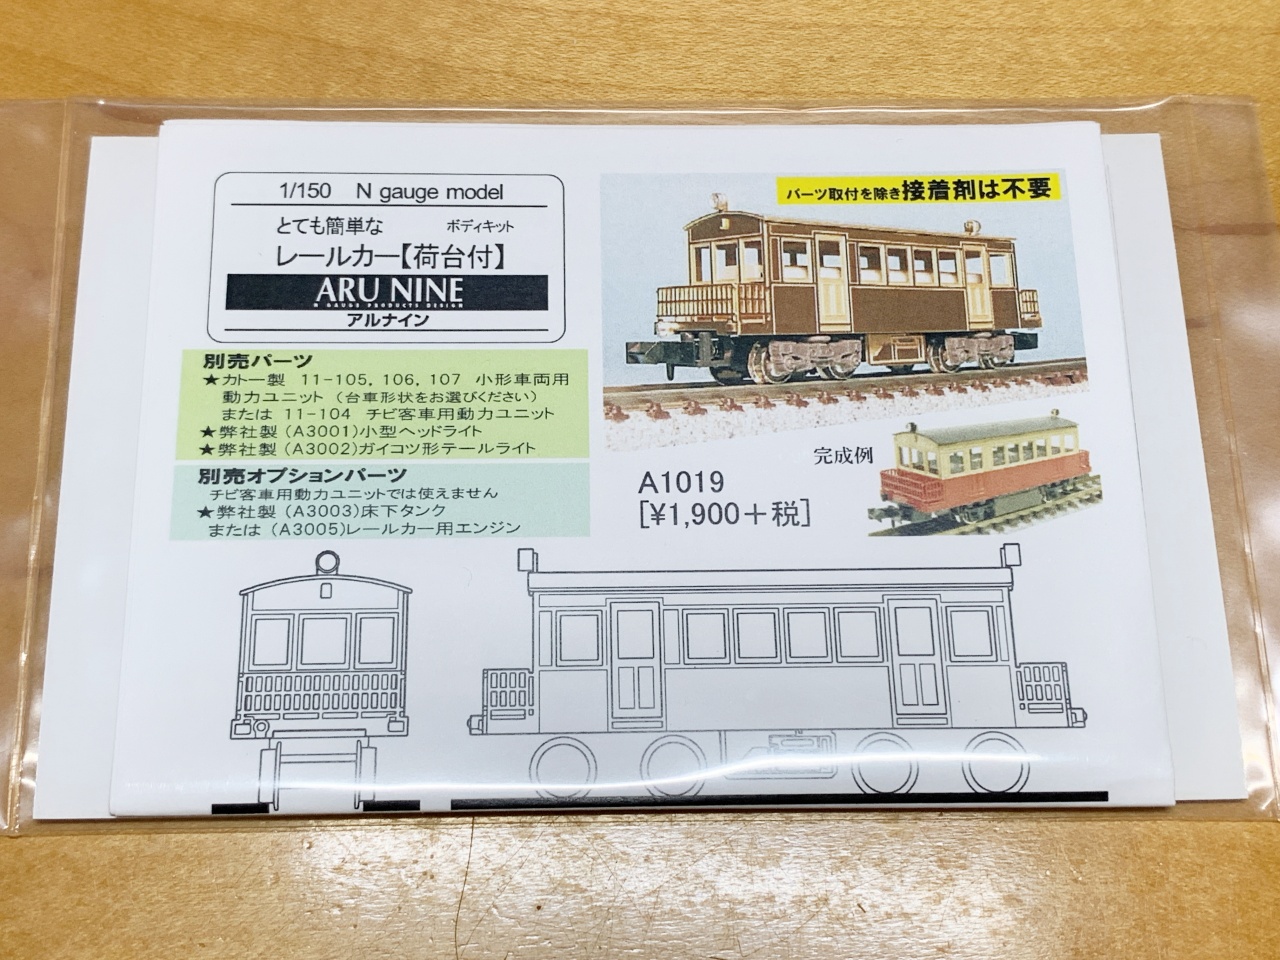 1/150 N gauge model
とても簡単な ボディキット
レールカー【荷台付】
ARU NINE
N GAUGE PRODUCTS DESIGN
アルナイン
別売パーツ
★カトー製 11-105, 106, 107 小形車両用
動力ユニット (台車形状をお選びください)
または 11-104 チビ客車用動力ユニット
★弊社製(A3001)小型ヘッドライト
★弊社製(A3002)ガイコツ形テールライト
別売オプションパーツ
チビ客車用動力ユニットでは使えません
★弊社製(A3003)床下タンク
または(A3005)レールカー用エンジン
パーツ取付を除き接着剤は不要
完成例
A1019
[¥1,900+税]